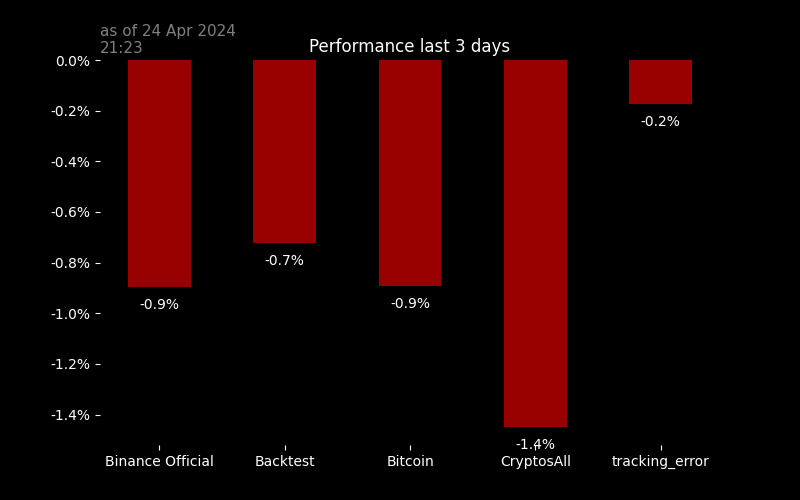 as of 24 Apr 2024
21:23
Performance last 3 days
0.0%
-0.2%
-0.4%
-0.6%
-0.8%
-1.0%
-1.2%
-1.4%
-0.9%
-0.7%
-0.9%
-1.4%
-0.2%
Binance Official
Backtest
Bitcoin
CryptosAll
tracking_error